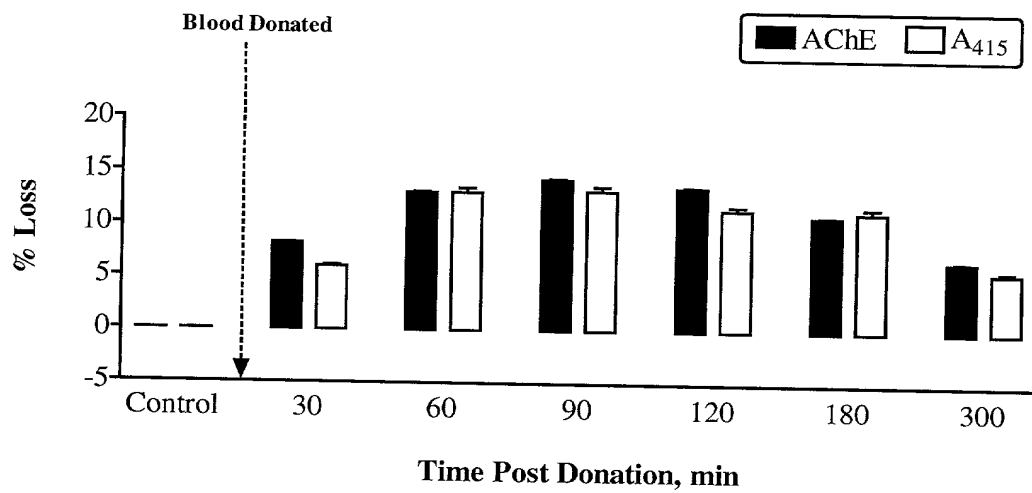 Blood Donated
AChE A₄₁₅
% Loss
20
15
10
5
0
-5
Control 30 60 90 120 180 300
Time Post Donation, min